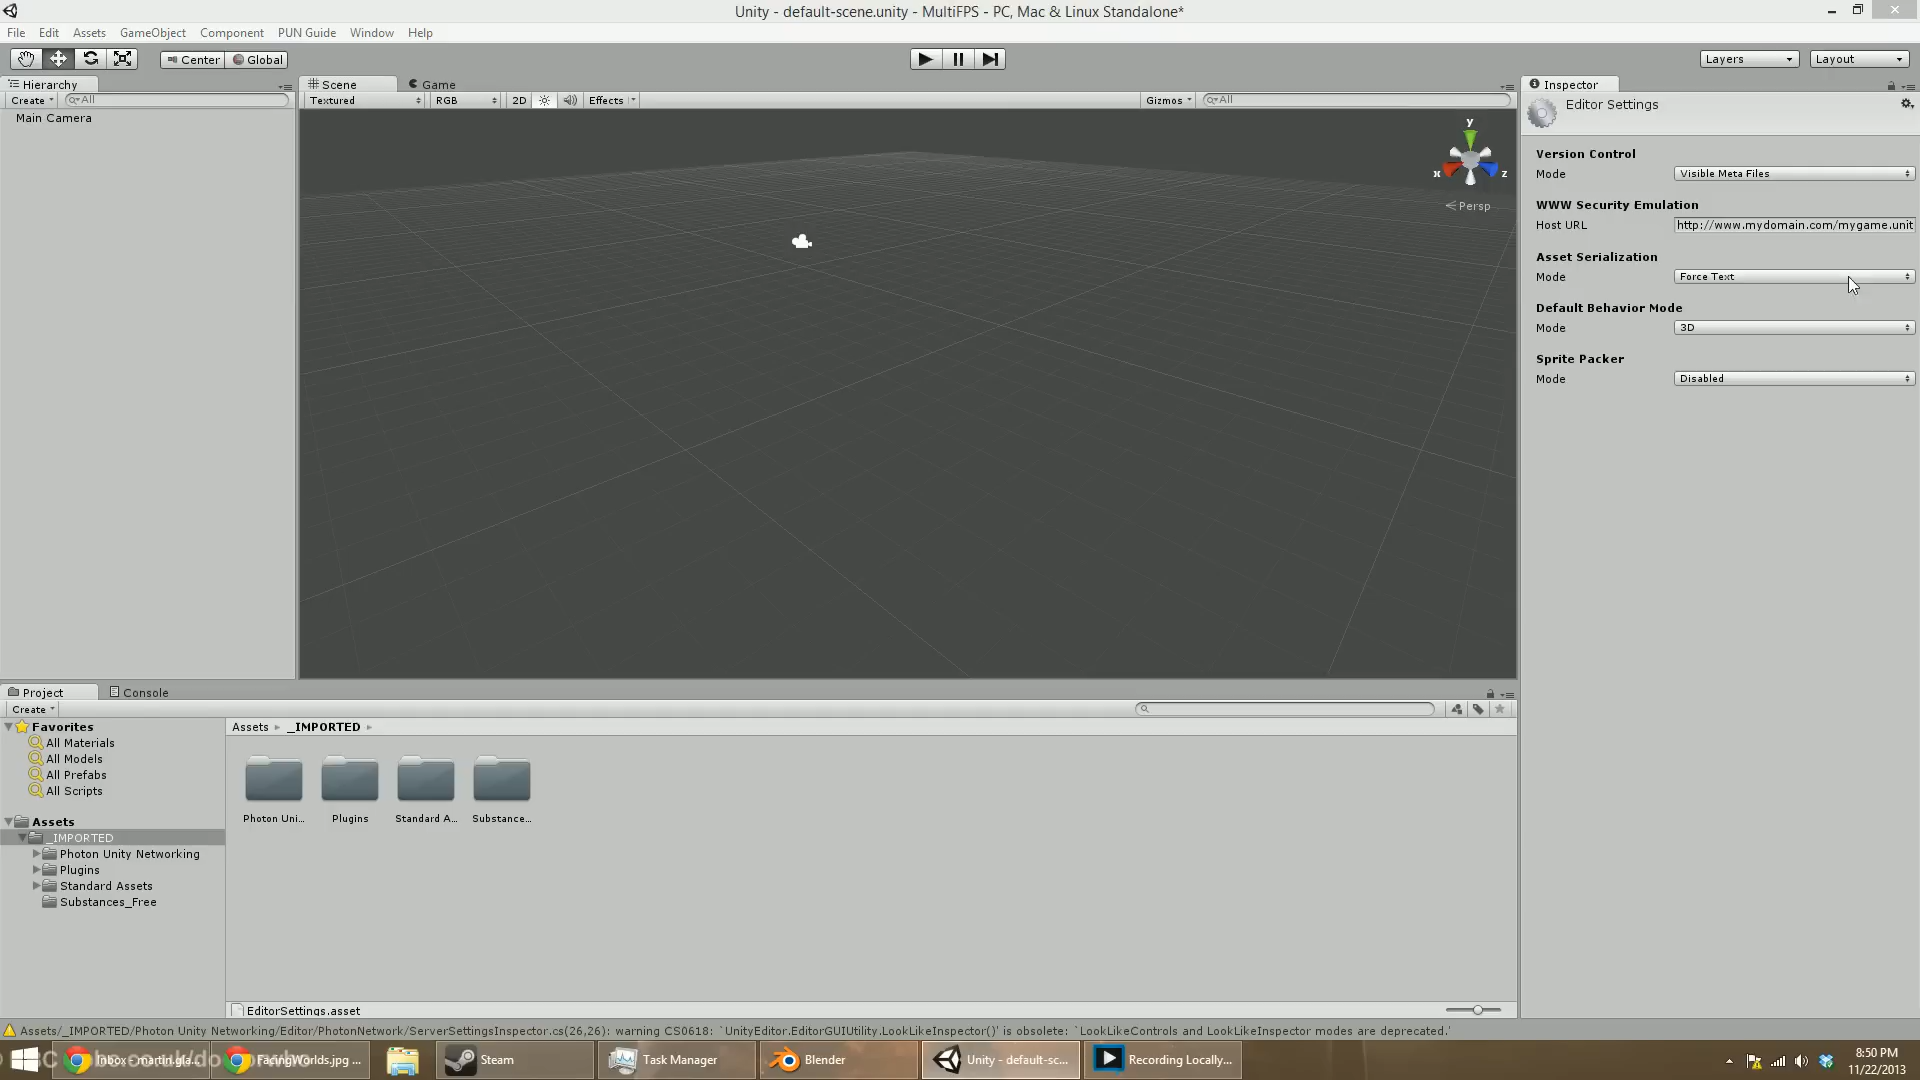 Unity - default-scene.unity - MultiFPS - PC, Mac & Linux Standalone*
File Edit Assets GameObject Component PUN Guide Window Help
Center Global Layers Layout
Hierarchy Scene Game Inspector
Create All Textured RGB 2D Effects Gizmos All Editor Settings
Main Camera
y
x
z
Persp
Version Control
Mode Visible Meta Files
WWW Security Emulation
Host URL http://www.mydomain.com/mygame.unit
Asset Serialization
Mode Force Text
Default Behavior Mode
Mode 3D
Sprite Packer
Mode Disabled
Project Console
Create
Favorites
All Materials
All Models
All Prefabs
All Scripts
Assets
_IMPORTED
Photon Unity Networking
Plugins
Standard Assets
Substances_Free
Assets _IMPORTED
Photon Uni... Plugins Standard A... Substance...
EditorSettings.asset
Assets/_IMPORTED/Photon Unity Networking/Editor/PhotonNetwork/ServerSettingsInspector.cs(26,26): warning CS0618: `UnityEditor.EditorGUIUtility.LookLikeInspector()' is obsolete: `LookLikeControls and LookLikeInspector modes are deprecated.'
Inbox - martin.gla... FacingWorlds.jpg ... Steam Task Manager Blender Unity - default-sc... Recording Locally...
8:50 PM
11/22/2013